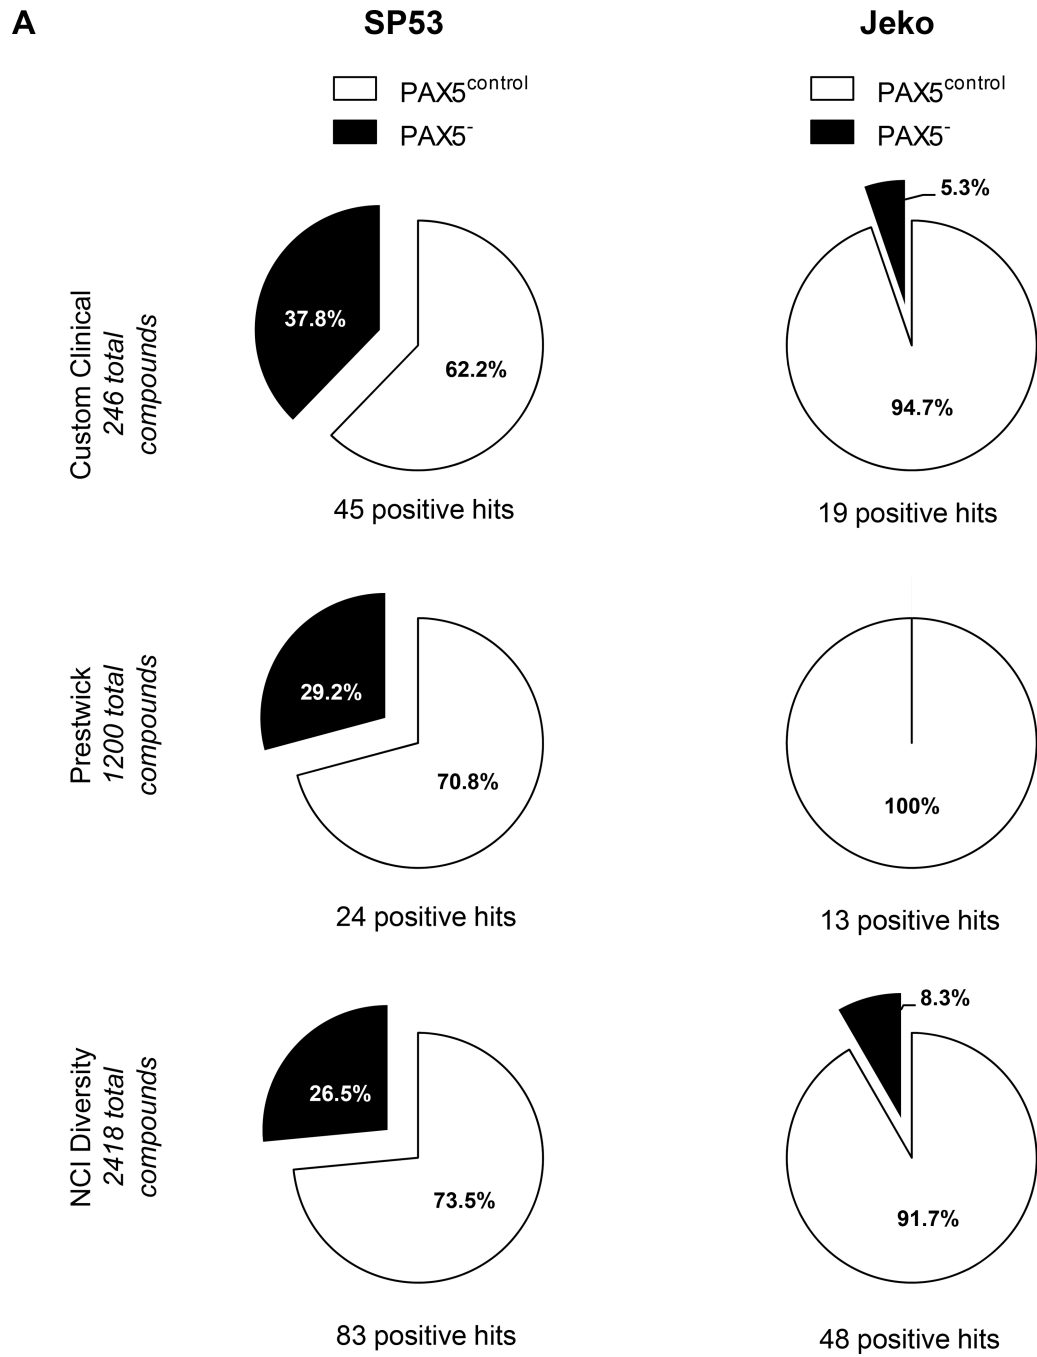 A
SP53
Jeko
PAX5control
PAX5-
PAX5control
PAX5-
Custom Clinical
246 total
compounds
37.8%
62.2%
45 positive hits
5.3%
94.7%
19 positive hits
Prestwick
1200 total
compounds
29.2%
70.8%
24 positive hits
100%
13 positive hits
NCI Diversity
2418 total
compounds
26.5%
73.5%
83 positive hits
8.3%
91.7%
48 positive hits